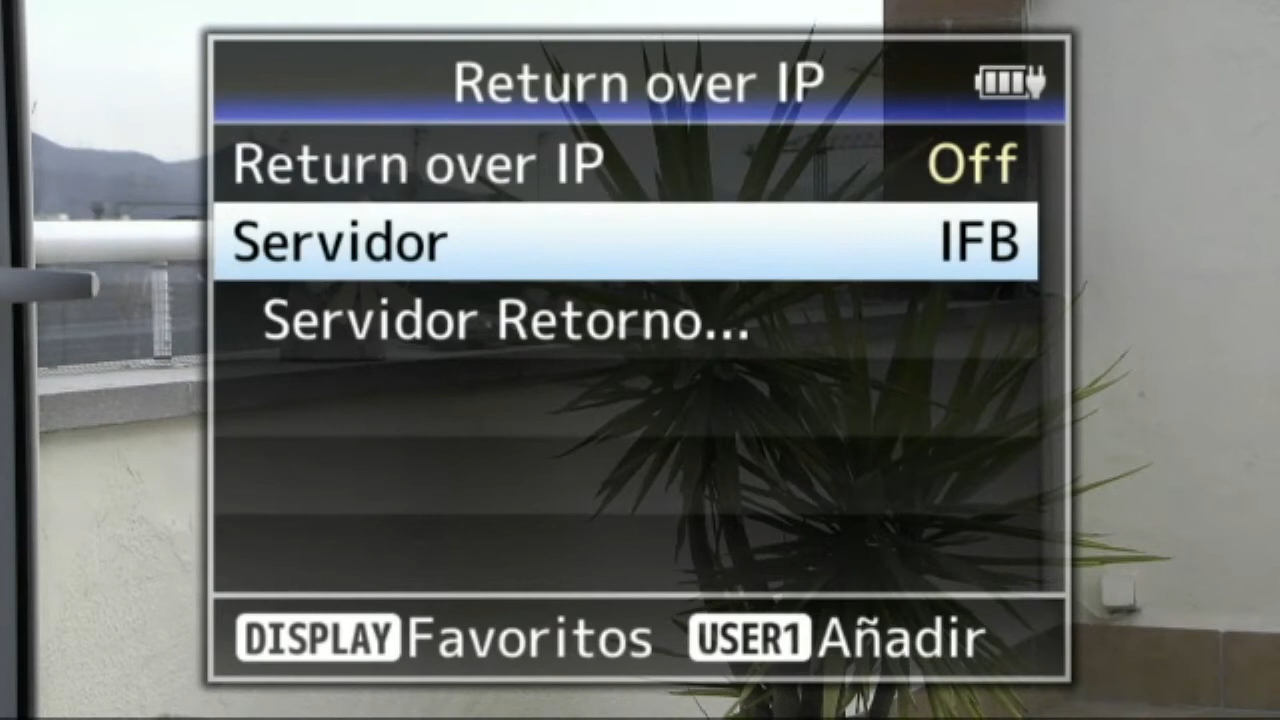 Return over IP
Return over IP Off
Servidor IFB
Servidor Retorno...
DISPLAY Favoritos USER1 Añadir